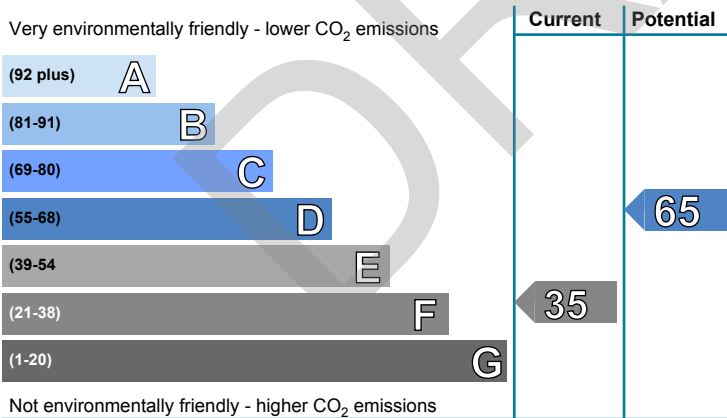 Very environmentally friendly - lower CO₂ emissions
Current Potential
(92 plus) A
(81-91) B
(69-80) C
(55-68) D
65
(39-54 E
(21-38) F
35
(1-20) G
Not environmentally friendly - higher CO₂ emissions